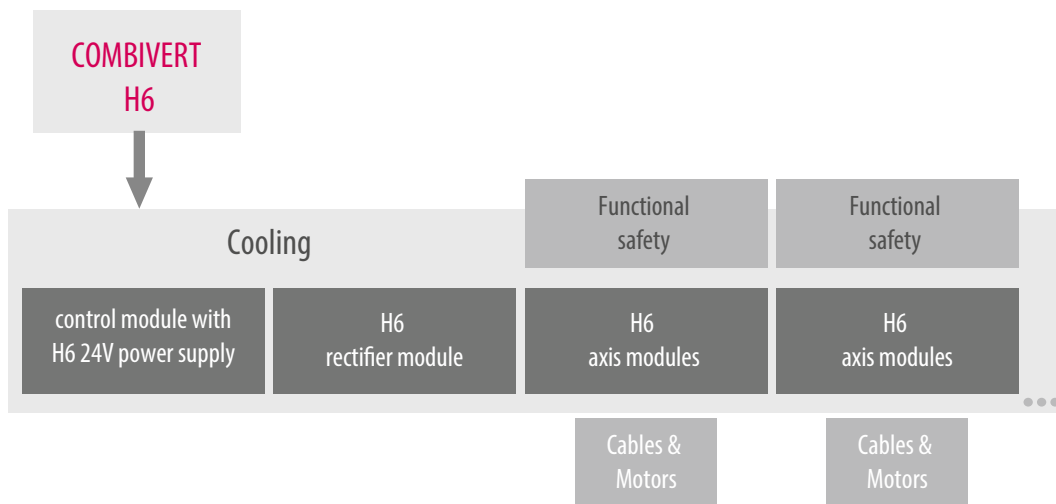 COMBIVERT
H6
Functional
safety
Functional
safety
Cooling
control module with
H6 24V power supply
H6
rectifier module
H6
axis modules
H6
axis modules
Cables &
Motors
Cables &
Motors